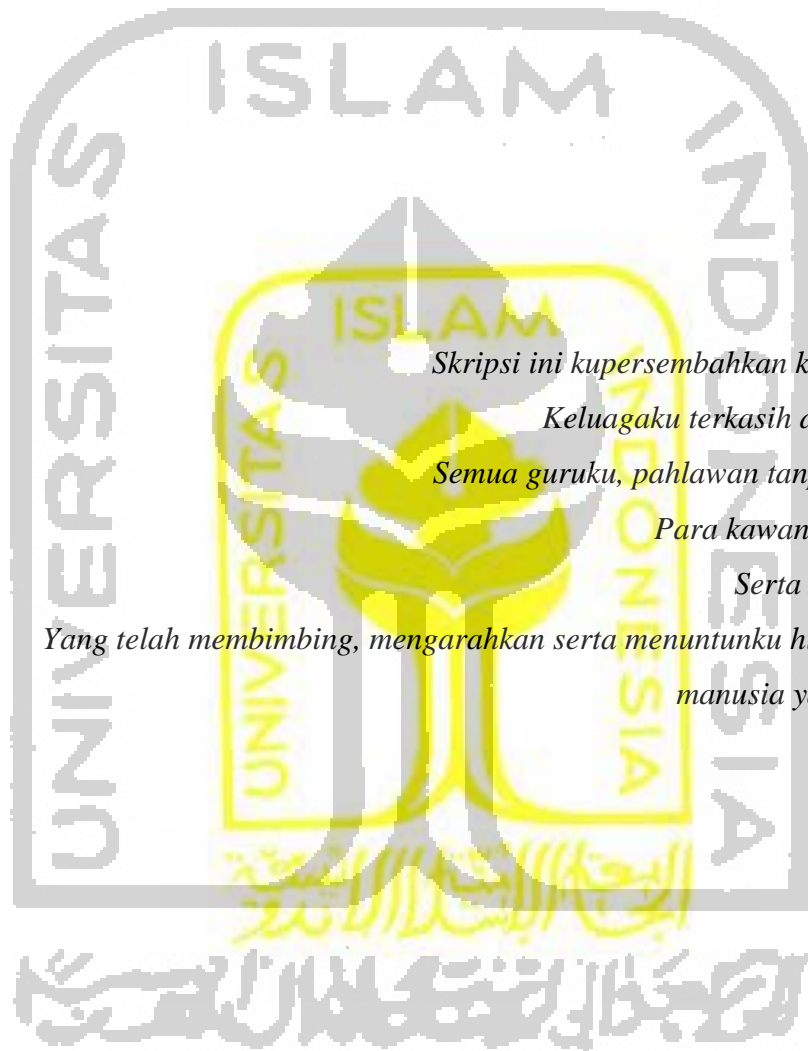 ISLAM
UNIVERSITAS
INDONESIA
ISLAM
UNIVERSITAS
INDONESIA
Skripsi ini kupersembahkan
Keluagaku terkasih
Semua guruku, pahlawan
Para kawan
Serta
Yang telah membimbing, mengarahkan serta menuntunku
manusia